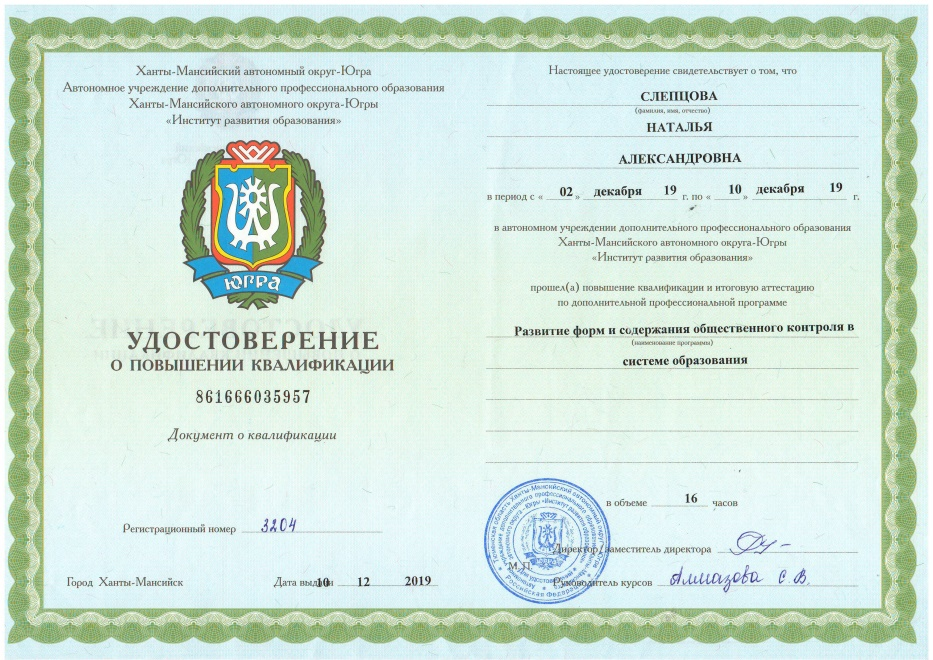 Ханты-Мансийский автономный округ-Югра
Автономное учреждение дополнительного профессионального образования
Ханты-Мансийского автономного округа-Югры
«Институт развития образования»
ЮГРА
УДОСТОВЕРЕНИЕ
О ПОВЫШЕНИИ КВАЛИФИКАЦИИ
861666035957
Документ о квалификации
Регистрационный номер 3204
Город Ханты-Мансийск Дата выдачи 10 12 2019
Настоящее удостоверение свидетельствует о том, что
СЛЕПЦОВА
(фамилия, имя, отчество)
НАТАЛЬЯ
АЛЕКСАНДРОВНА
в период с « 02 » декабря 19 г. по « 10 » декабря 19 г.
в автономном учреждении дополнительного профессионального образования
Ханты-Мансийского автономного округа-Югры
«Институт развития образования»
прошел(а) повышение квалификации и итоговую аттестацию
по дополнительной профессиональной программе
Развитие форм и содержания общественного контроля в
(наименование программы)
системе образования
в объеме 16 часов
Директор/заместитель директора
М.П.
Руководитель курсов Алмазова С.В.